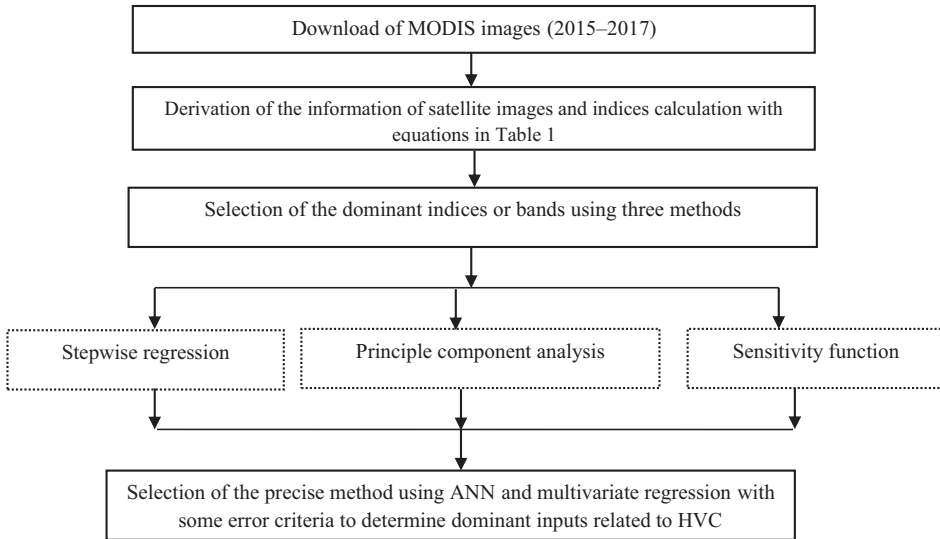 Download of MODIS images (2015–2017)
Derivation of the information of satellite images and indices calculation with
equations in Table 1
Selection of the dominant indices or bands using three methods
Stepwise regression
Principle component analysis
Sensitivity function
Selection of the precise method using ANN and multivariate regression with
some error criteria to determine dominant inputs related to HVC